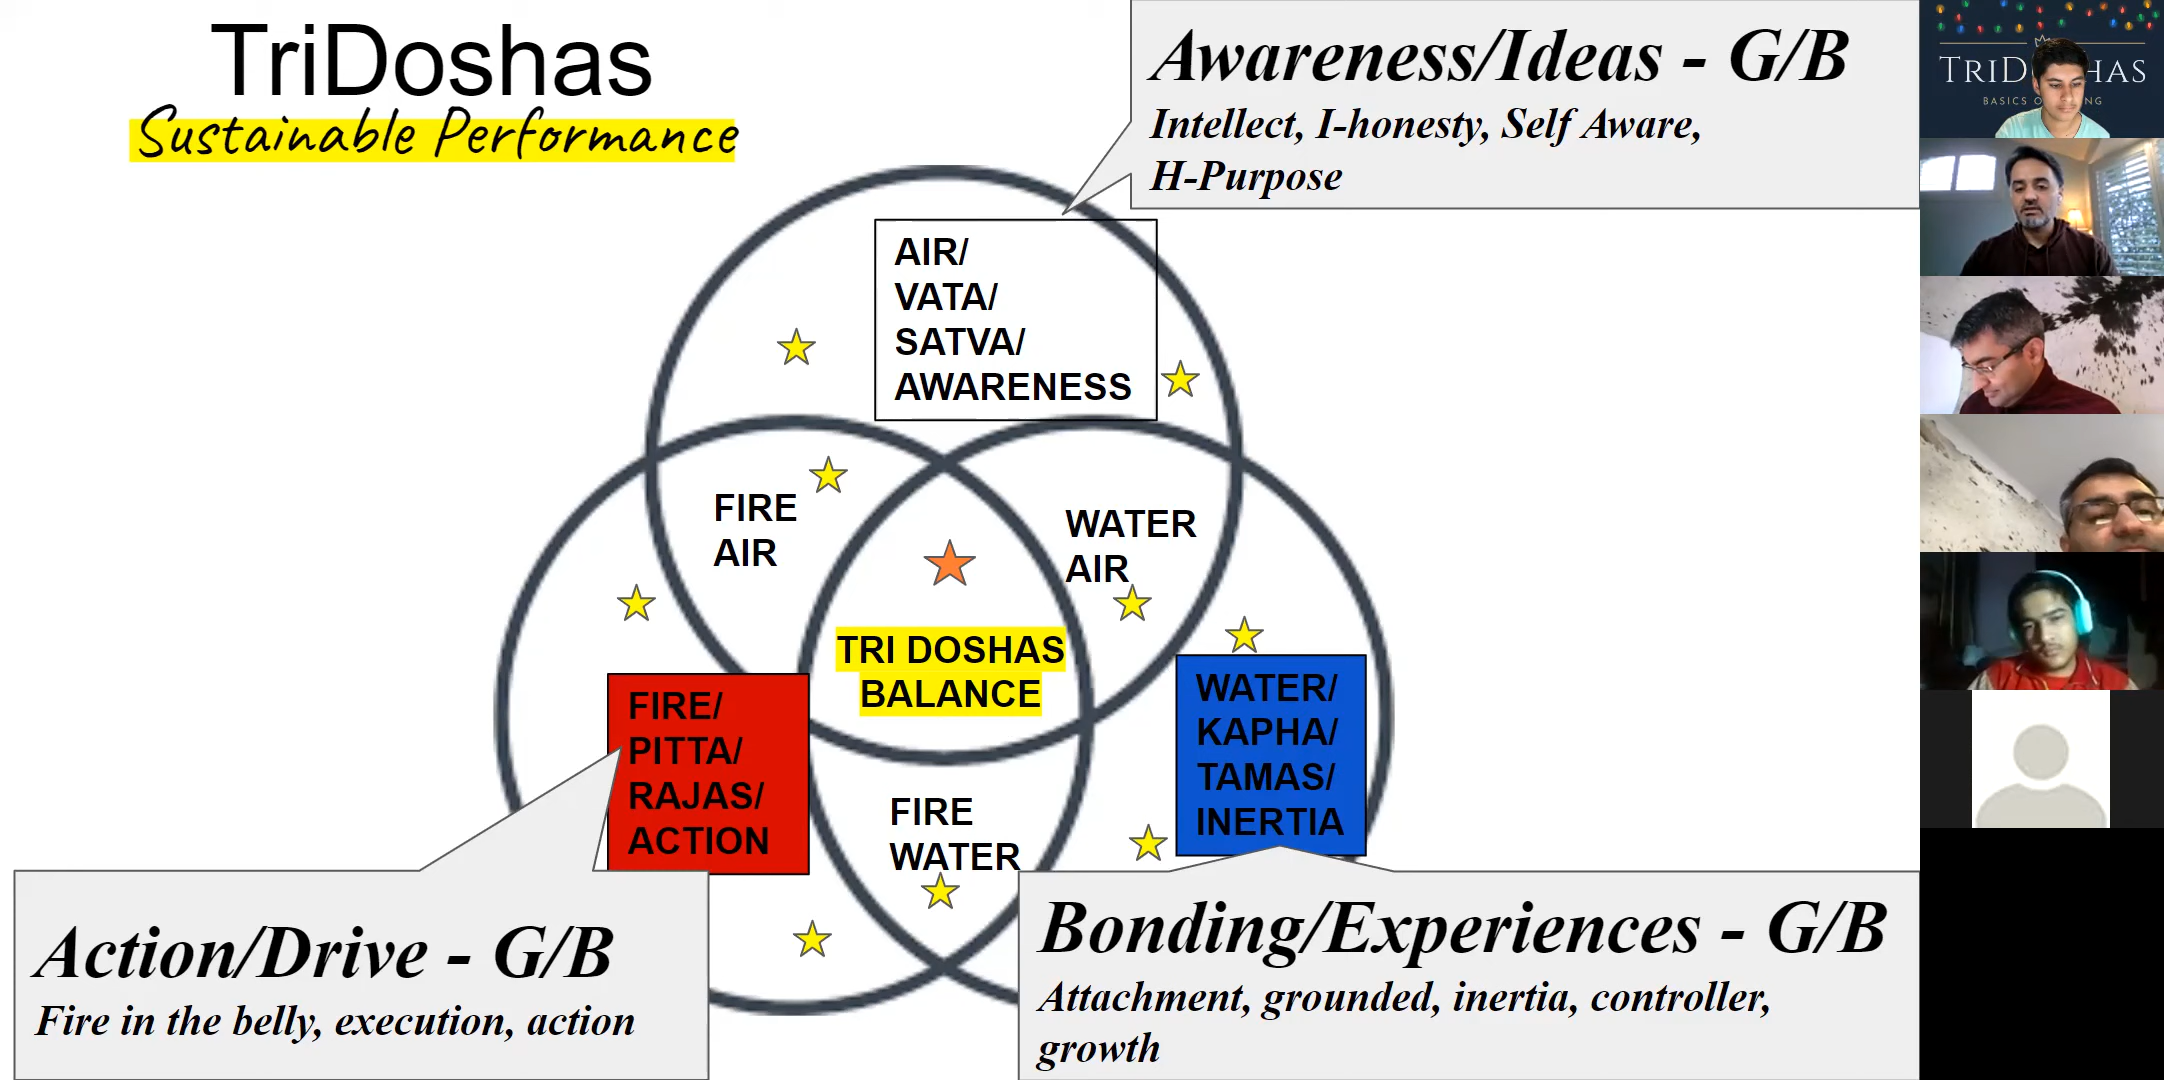 TriDoshas
Sustainable Performance
Awareness/Ideas - G/B
Intellect, I-honesty, Self Aware,
H-Purpose
AIR/
VATA/
SATVA/
AWARENESS
FIRE
AIR
WATER
AIR
TRI DOSHAS
BALANCE
FIRE/
PITTA/
RAJAS/
ACTION
WATER/
KAPHA/
TAMAS/
INERTIA
FIRE
WATER
Action/Drive - G/B
Fire in the belly, execution, action
Bonding/Experiences - G/B
Attachment, grounded, inertia, controller,
growth
BASICS